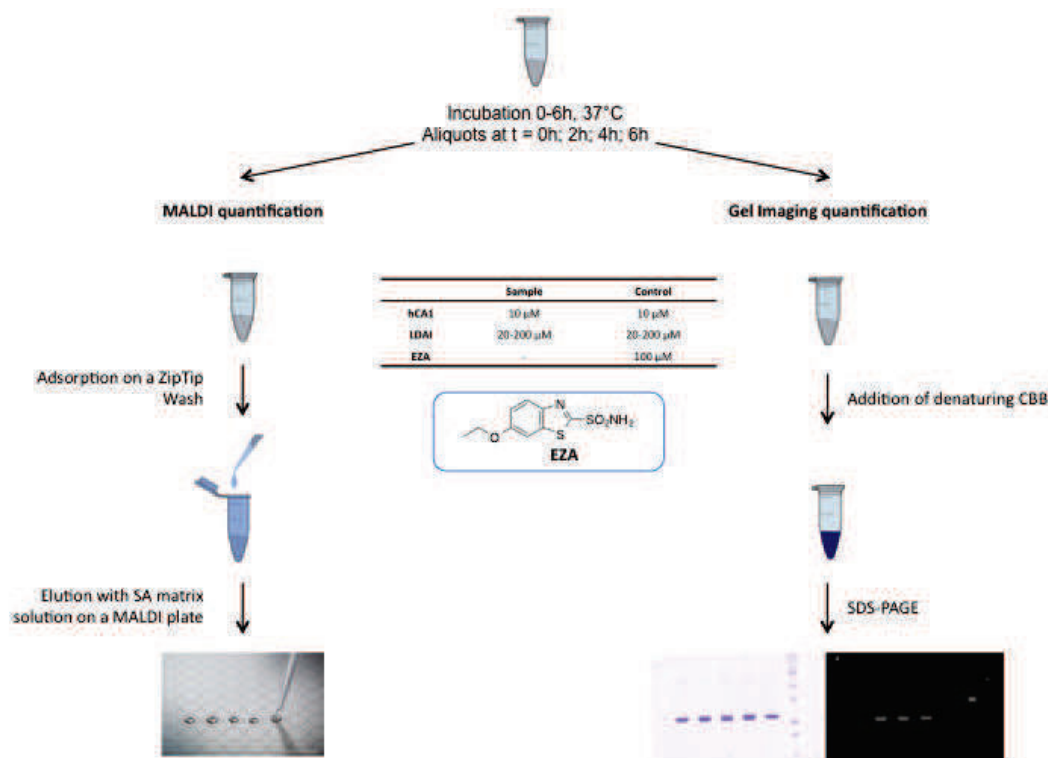 Incubation 0-6h, 37°C
Aliquots at t = 0h; 2h; 4h; 6h
MALDI quantification
Gel Imaging quantification
Sample Control
hCA1 10 µM 10 µM
LDAI 20-200 µM 20-200 µM
EZA - 100 µM
Adsorption on a ZipTip
Wash
Addition of denaturing CBB
N
S
SO₂NH₂
O
EZA
Elution with SA matrix
solution on a MALDI plate
SDS-PAGE